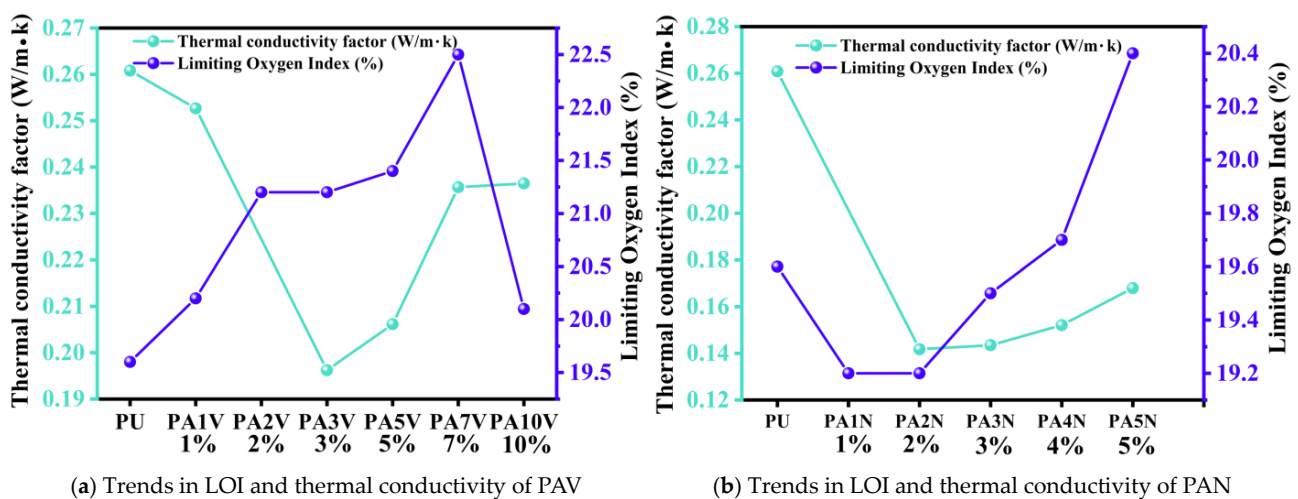 Thermal conductivity factor (W/m•k)
0.27
0.26
0.25
0.24
0.23
0.22
0.21
0.20
0.19
Thermal conductivity factor (W/m·k)
Limiting Oxygen Index (%)
22.5
22.0
21.5
21.0
20.5
20.0
19.5
Limiting Oxygen Index (%)
PU PA1V PA2V PA3V PA5V PA7V PA10V
1% 2% 3% 5% 7% 10%
(a) Trends in LOI and thermal conductivity of PAV
Thermal conductivity factor (W/m•k)
0.28
0.26
0.24
0.22
0.20
0.18
0.16
0.14
0.12
Thermal conductivity factor (W/m·k)
Limiting Oxygen Index (%)
20.4
20.2
20.0
19.8
19.6
19.4
19.2
Limiting Oxygen Index (%)
PU PA1N PA2N PA3N PA4N PA5N
1% 2% 3% 4% 5%
(b) Trends in LOI and thermal conductivity of PAN